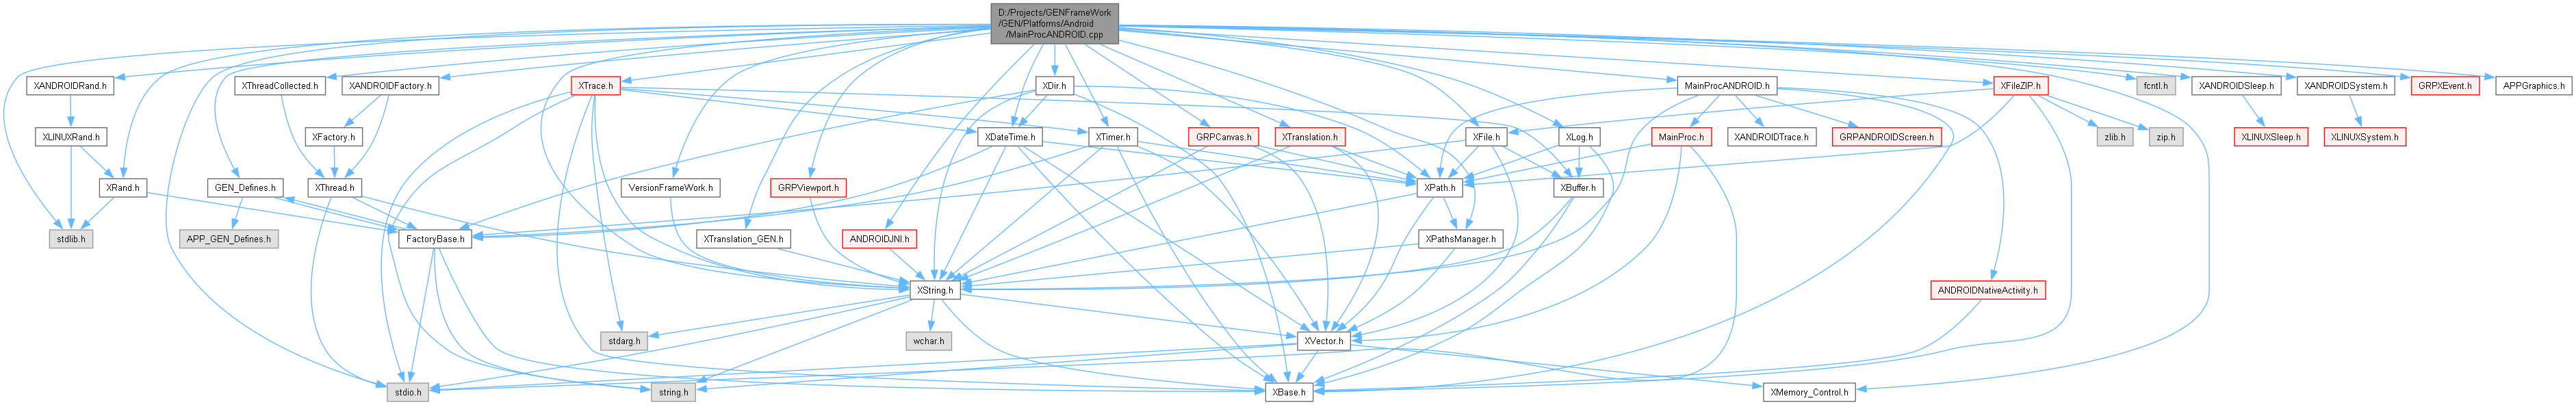 D:/Projects/GENFrameWork
/GEN/Platforms/Android
/MainProcANDROID.cpp
XANDROIDRand.h
XThreadCollected.h
XANDROIDFactory.h
XTrace.h
XDir.h
MainProcANDROID.h
XFileZIP.h
fcntl.h
XANDROIDSleep.h
XANDROIDSystem.h
GRPXEvent.h
APPGraphics.h
XLINUXRand.h
XFactory.h
XDateTime.h
XTimer.h
GRPCanvas.h
XTranslation.h
XFile.h
XLog.h
MainProc.h
XANDROIDTrace.h
GRPANDROIDScreen.h
zlib.h
zip.h
XLINUXSleep.h
XLINUXSystem.h
XRand.h
GEN_Defines.h
XThread.h
VersionFrameWork.h
GRPViewport.h
XPath.h
XBuffer.h
stdlib.h
APP_GEN_Defines.h
FactoryBase.h
XTranslation_GEN.h
ANDROIDJNI.h
XPathsManager.h
XString.h
ANDROIDNativeActivity.h
stdarg.h
wchar.h
XVector.h
stdio.h
string.h
XBase.h
XMemory_Control.h